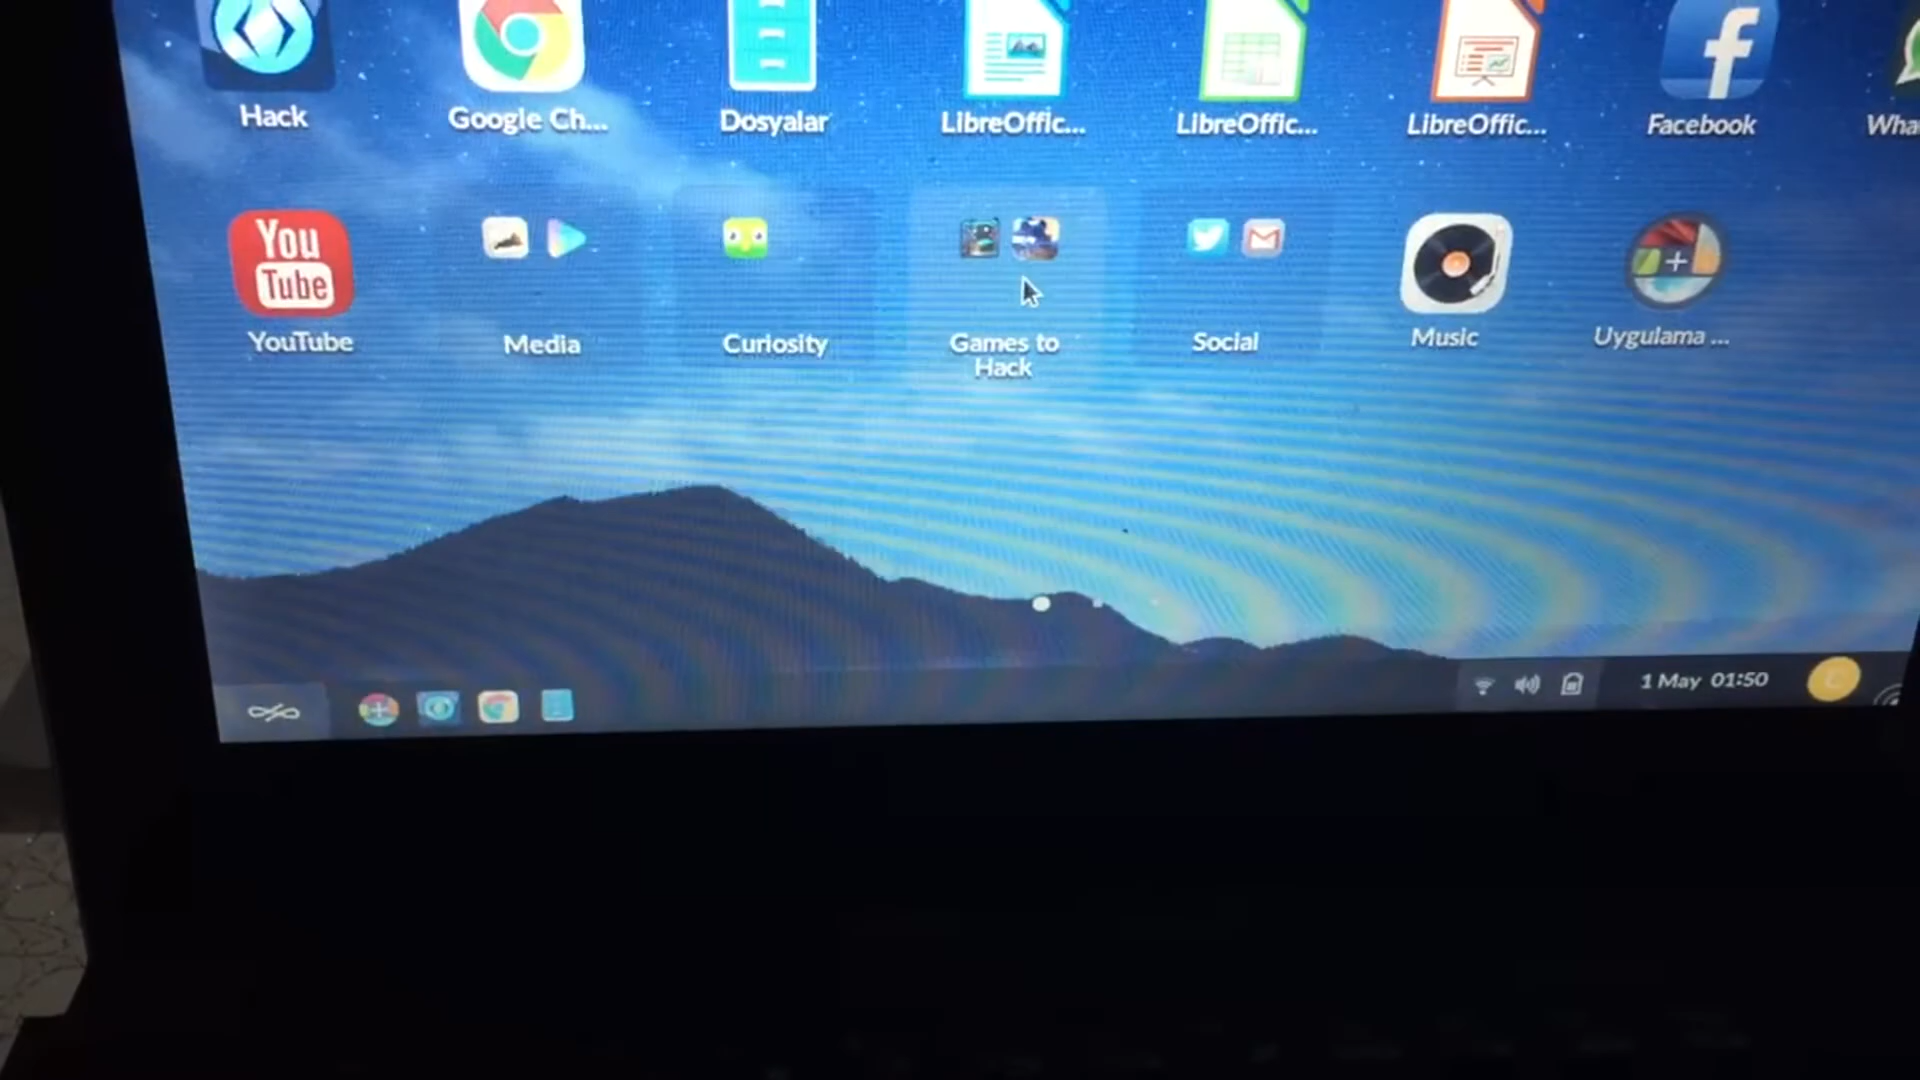 Hack
Google Ch...
Dosyalar
LibreOffic...
LibreOffic...
LibreOffic...
Facebook
Wha
You
Tube
YouTube
Media
Curiosity
Games to
Hack
Social
Music
Uygulama ...
1 May 01:50